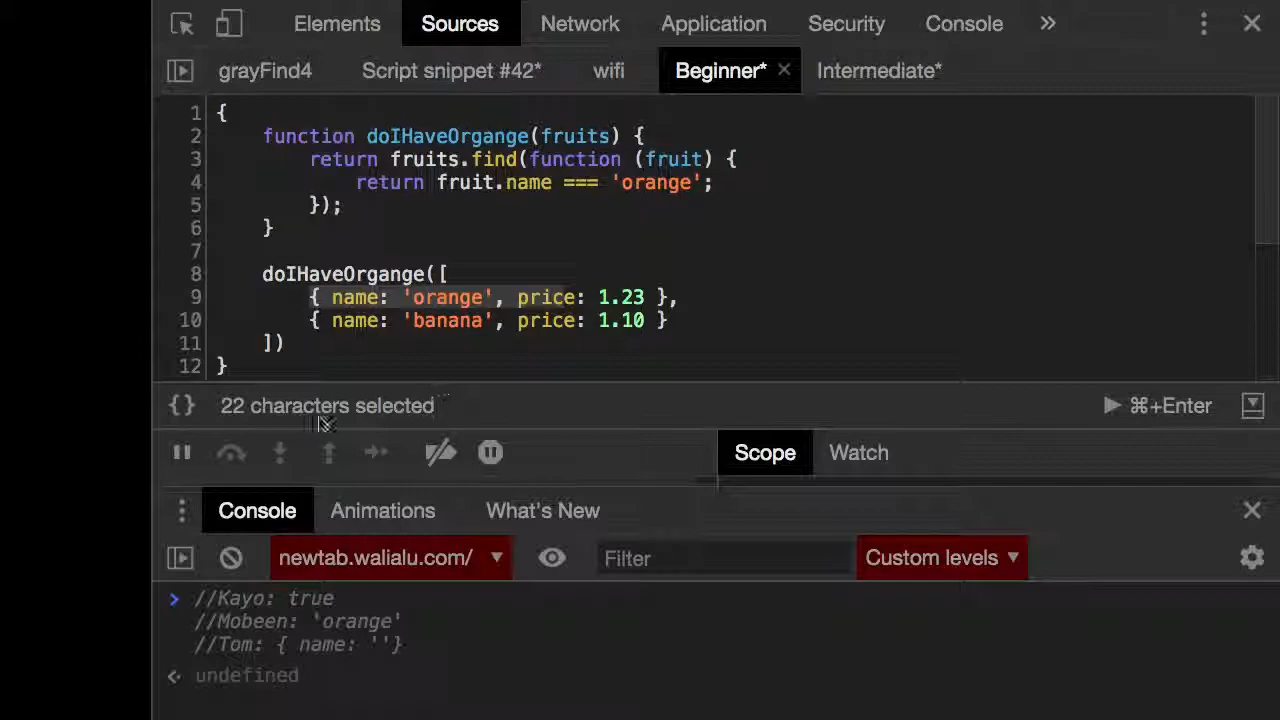 Elements Sources Network Application Security Console »
grayFind4 Script snippet #42* wifi Beginner* Intermediate*
1 {
2 function doIHaveOrgange(fruits) {
3 return fruits.find(function (fruit) {
4 return fruit.name === 'orange';
5 });
6 }
7
8 doIHaveOrgange([
9 { name: 'orange', price: 1.23 },
10 { name: 'banana', price: 1.10 }
11 ])
12 }
{} 22 characters selected ⌘+Enter
Scope Watch
Console Animations What's New
newtab.walialu.com/ Filter Custom levels
> //Kayo: true
//Mobeen: 'orange'
//Tom: { name: ''}
undefined